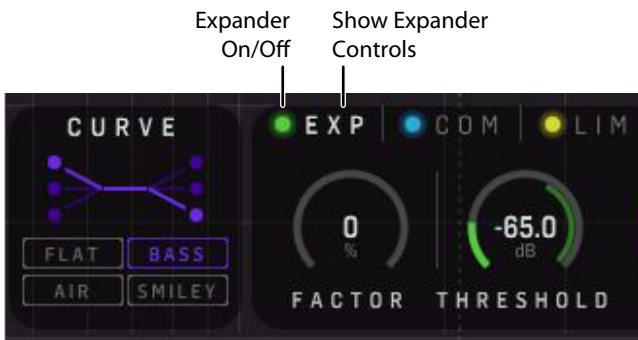 Expander
On/Off
Show Expander
Controls
CURVE
FLAT
BASS
AIR
SMILEY
EXP
COM
LIM
0
%
FACTOR
-65.0
dB
THRESHOLD